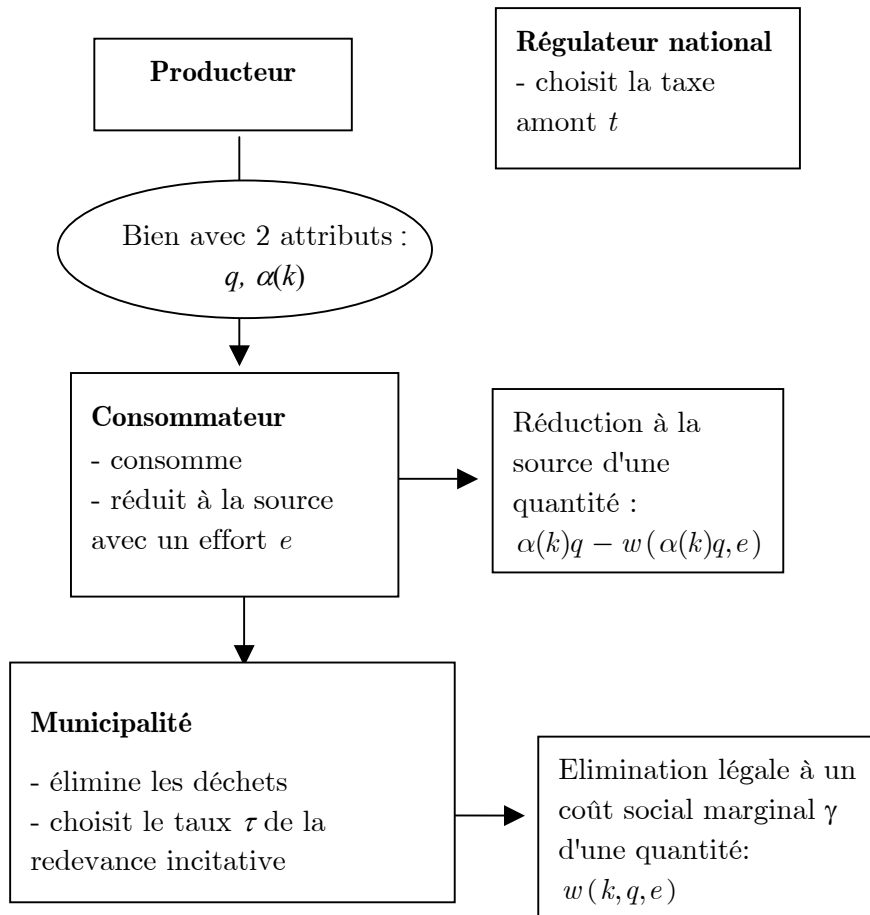 Producteur
Régulateur national
- choisit la taxe
amont t
Bien avec 2 attributs :
q, α(k)
Consommateur
- consomme
- réduit à la source
avec un effort e
Réduction à la
source d'une
quantité :
α(k)q − w(α(k)q, e)
Municipalité
- élimine les déchets
- choisit le taux τ de la
redevance incitative
Elimination légale à un
coût social marginal γ
d'une quantité:
w(k, q, e)